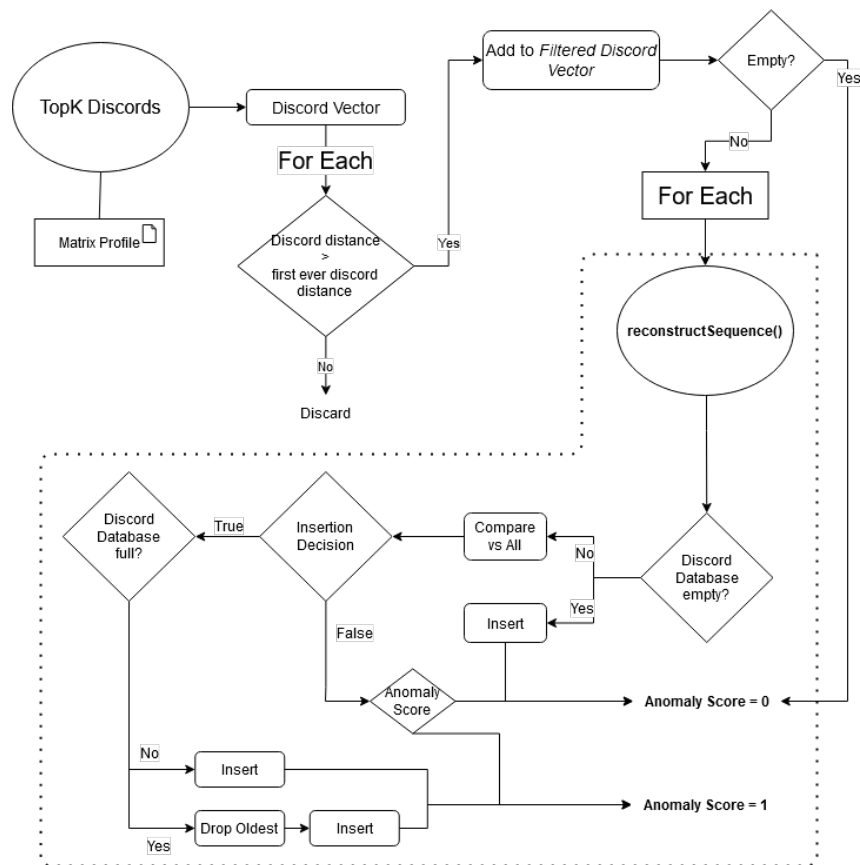 Add to Filtered Discord
Vector
Empty?
Yes
TopK Discords
Discord Vector
For Each
No
For Each
Matrix Profile
Discord distance
>
first ever discord
distance
Yes
reconstructSequence()
No
Discard
Discord
Database
full?
True
Insertion
Decision
Compare
vs All
No
Discord
Database
empty?
Yes
Insert
False
Anomaly
Score
Anomaly Score = 0
No
Insert
Anomaly Score = 1
Yes
Drop Oldest
Insert